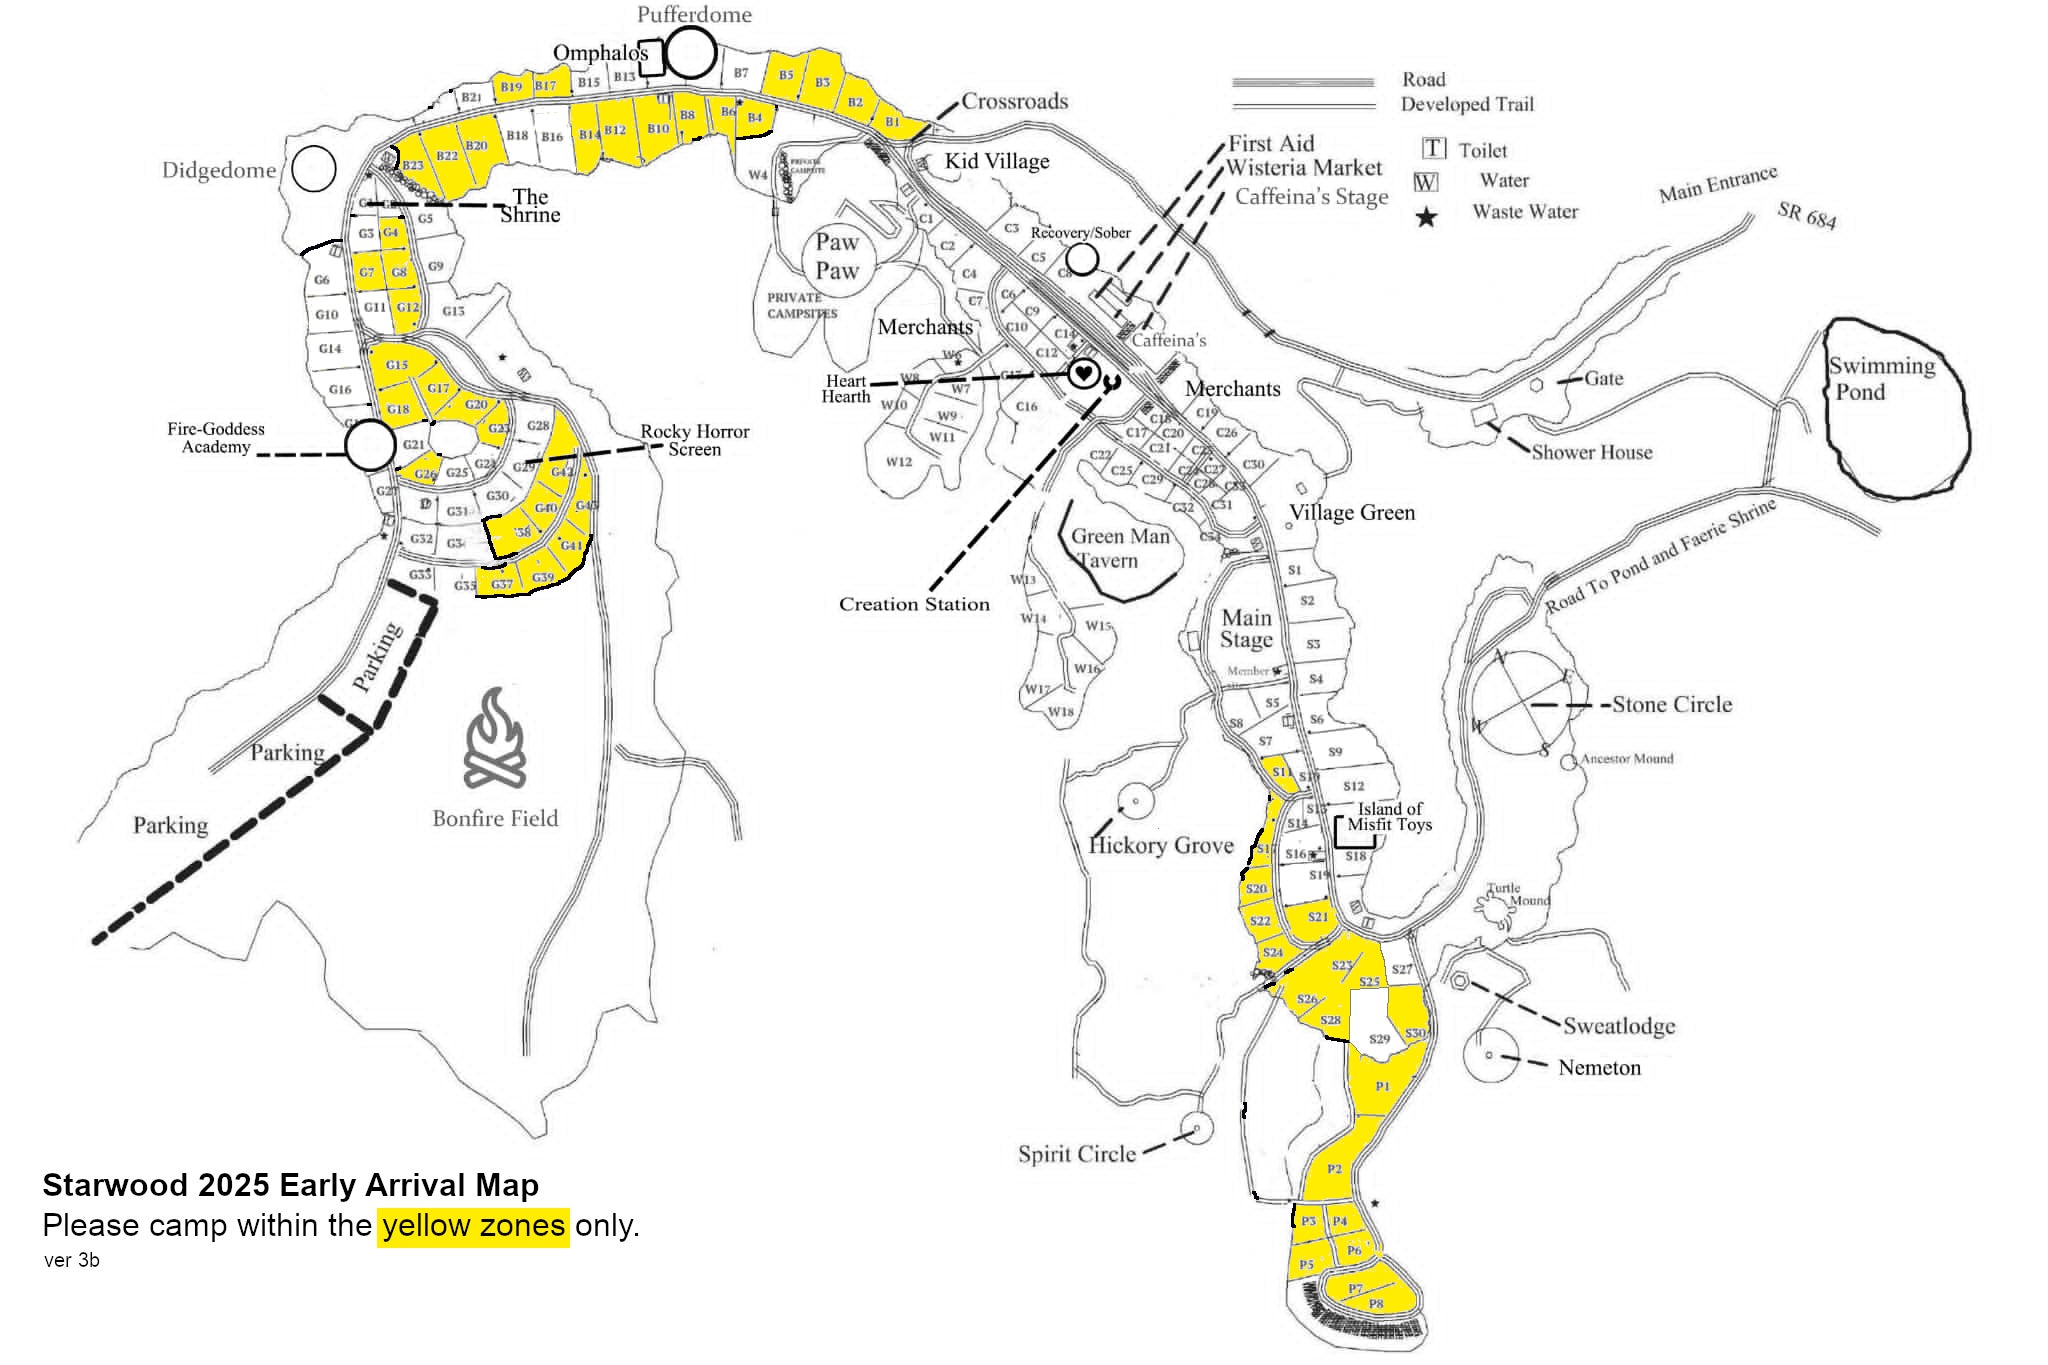 Pufferdome
Omphalos
B7
B5
B3
B2
B1
B13
B15
B17
B19
B21
B23
B22
B20
B18
B16
B14
B12
B10
B8
B6
B4
Crossroads
Road
Developed Trail
First Aid
Wisteria Market
Caffeina's Stage
T Toilet
W Water
Waste Water
Main Entrance
SR 684
Didgedome
The
Shrine
Kid Village
PRIVATE
CAMPSITE
W4
Paw
Paw
PRIVATE
CAMPSITES
Recovery/Sober
C1
C2
C3
C4
C5
C8
C7
C6
C9
C10
C14
C12
C16
Merchants
Caffeina's
Merchants
Heart
Hearth
W6
W8
W7
W10
W9
W11
W12
G3
G4
G5
G7
G8
G9
G6
G11
G12
G13
G10
G14
G15
G16
G17
G18
G20
G21
G23
G24
G25
G26
G27
G28
G29
G30
G31
G32
G33
G35
G37
G39
G40
G41
G42
G43
Fire-Goddess
Academy
Rocky Horror
Screen
C18
C19
C17
C20
C21
C26
C22
C25
C27
C29
C30
C31
C32
C33
C34
Village Green
Gate
Shower House
Swimming
Pond
Road To Pond and Faerie Shrine
Green Man
Tavern
Creation Station
W13
W14
W15
W16
W17
W18
Main
Stage
Member
S1
S2
S3
S4
S5
S6
S8
S7
S9
S11
S12
S14
S16
S18
S19
S20
S21
S22
S23
S24
S25
S26
S27
S28
S29
S30
Island of
Misfit Toys
N
E
W
S
Stone Circle
Ancestor Mound
Turtle
Mound
Sweatlodge
Nemeton
Hickory Grove
Spirit Circle
P1
P2
P3
P4
P5
P6
P7
P8
Parking
Parking
Parking
Bonfire Field
Starwood 2025 Early Arrival Map
Please camp within the yellow zones only.
ver 3b